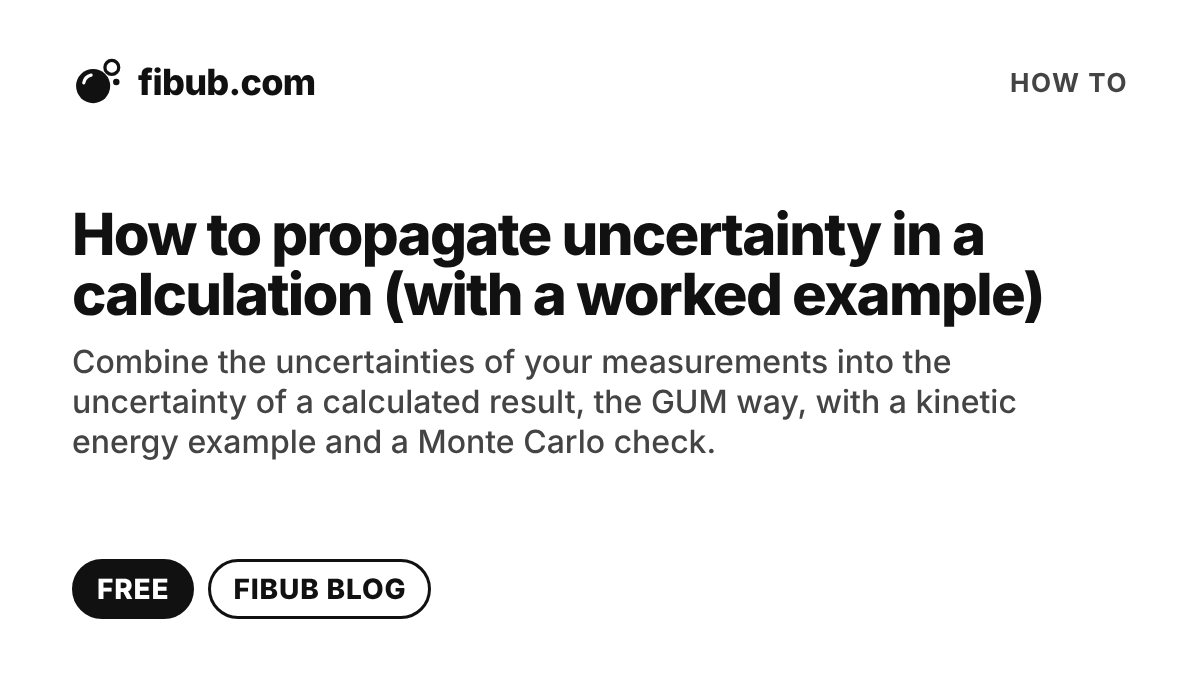 fibub.com
HOW TO
How to propagate uncertainty in a
calculation (with a worked example)
Combine the uncertainties of your measurements into the
uncertainty of a calculated result, the GUM way, with a kinetic
energy example and a Monte Carlo check.
FREE
FIBUB BLOG